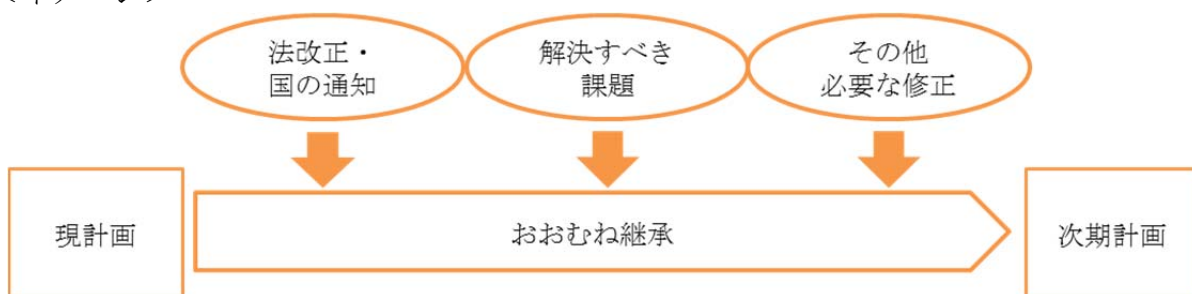 法改正・
国の通知
解決すべき
課題
その他
必要な修正
現計画
おおむね継承
次期計画